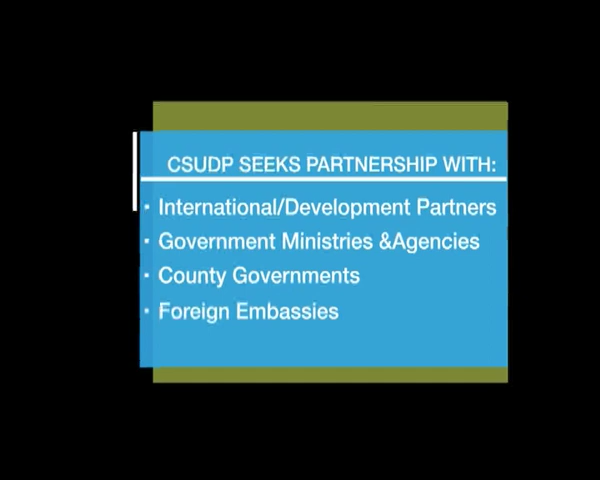 CSUDP SEEKS PARTNERSHIP WITH:
· International/Development Partners
· Government Ministries &Agencies
· County Governments
· Foreign Embassies